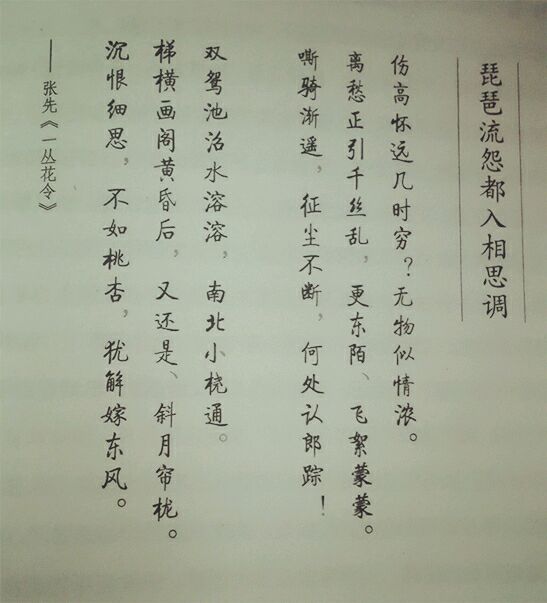 琵琶流怨都入相思调
伤高怀远几时穷？无物似情浓。
离愁正引千丝乱，更东陌、飞絮蒙蒙。
嘶骑渐遥，征尘不断，何处认郎踪！
双鸳池沼水溶溶，南北小桡通。
梯横画阁黄昏后，又还是、斜月帘栊。
沉恨细思，不如桃杏，犹解嫁东风。
——张先《一丛花令》